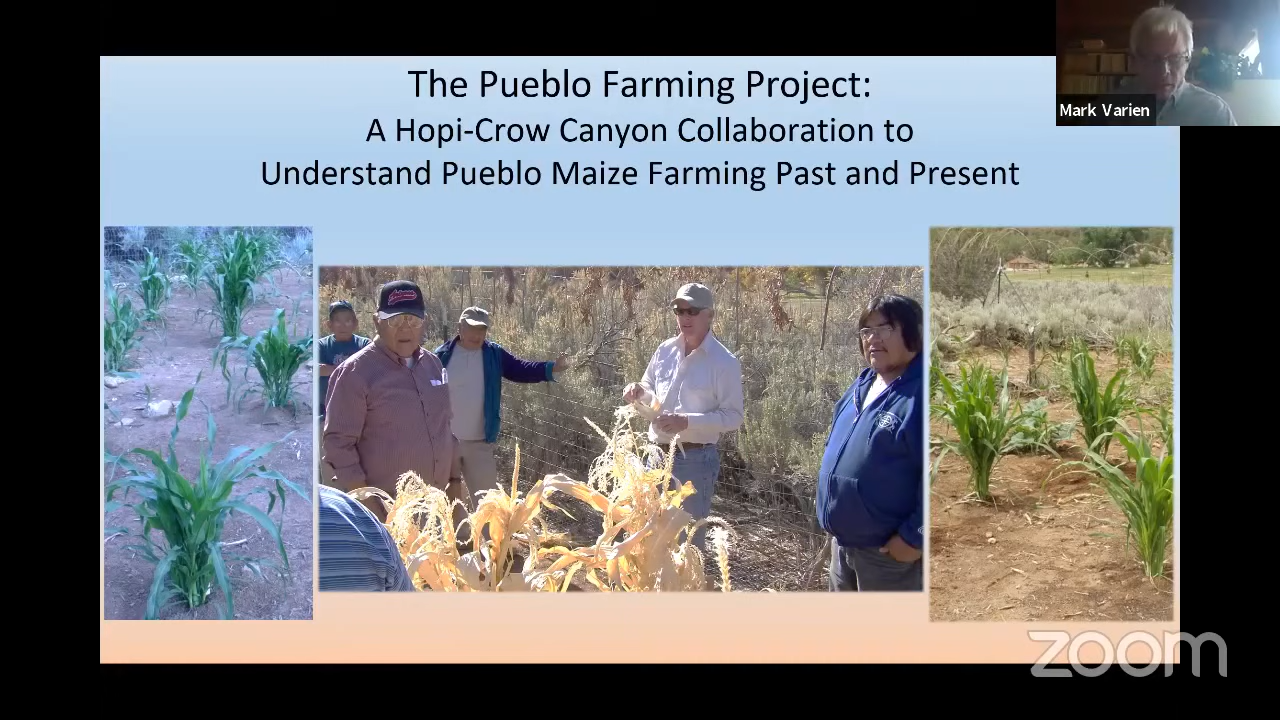 The Pueblo Farming Project:
A Hopi-Crow Canyon Collaboration to
Understand Pueblo Maize Farming Past and Present
Mark Varien
zoom